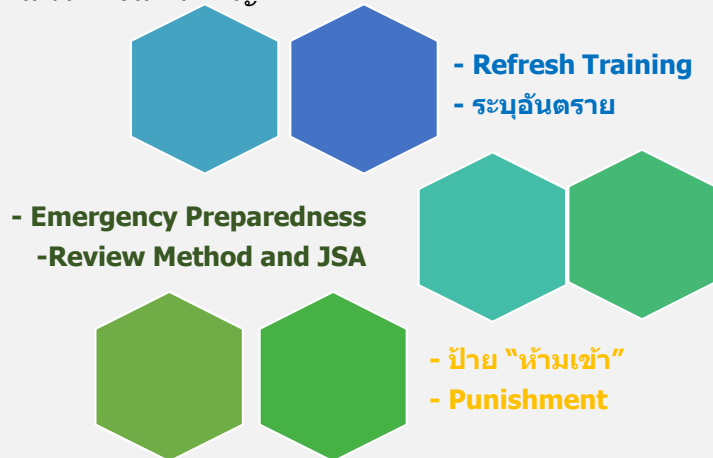 - Refresh Training
- ระบุอันตราย
- Emergency Preparedness
-Review Method and JSA
- ป้าย “ห้ามเข้า”
- Punishment